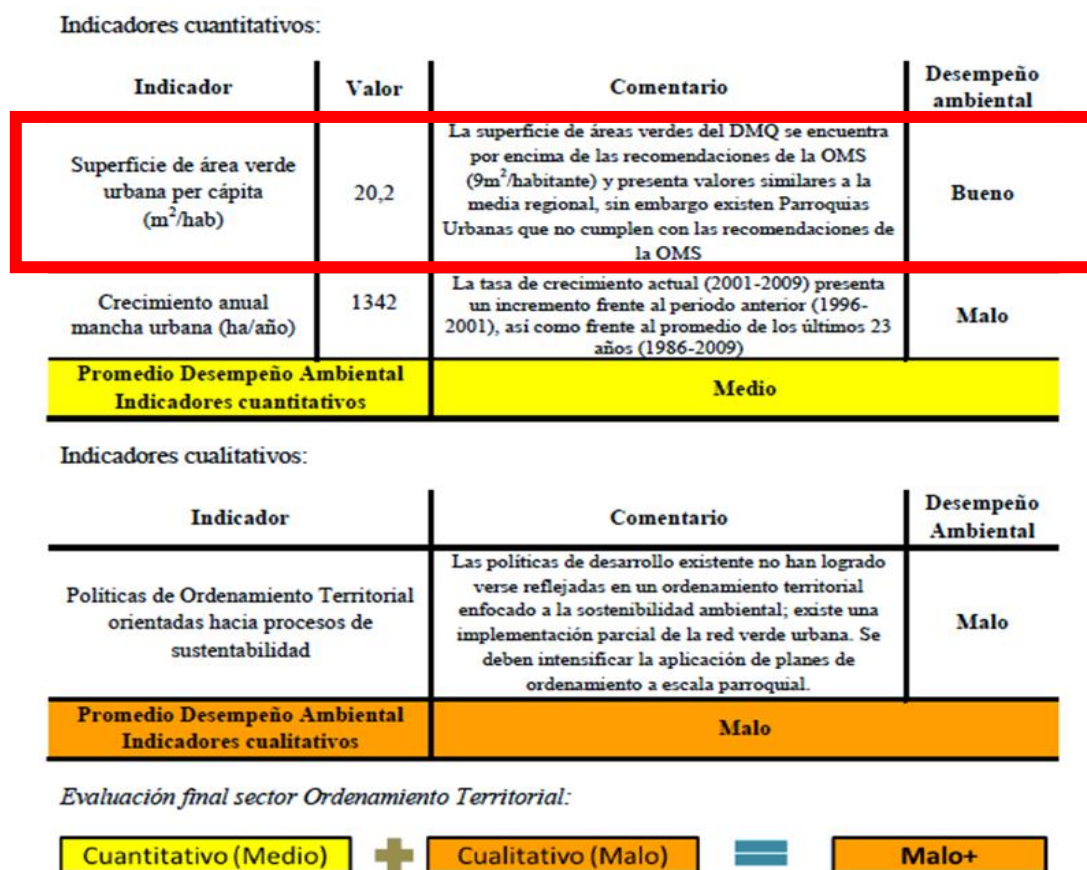 Indicadores cuantitativos:
Indicador
Valor
Comentario
Desempeño
ambiental
Superficie de área verde
urbana per cápita
(m²/hab)
20,2
La superficie de áreas verdes del DMQ se encuentra
por encima de las recomendaciones de la OMS
(9m²/habitante) y presenta valores similares a la
media regional, sin embargo existen Parroquias
Urbanas que no cumplen con las recomendaciones de
la OMS
Bueno
Crecimiento anual
mancha urbana (ha/año)
1342
La tasa de crecimiento actual (2001-2009) presenta
un incremento frente al periodo anterior (1996-
2001), así como frente al promedio de los últimos 23
años (1986-2009)
Malo
Promedio Desempeño Ambiental
Indicadores cuantitativos
Medio
Indicadores cualitativos:
Indicador
Comentario
Desempeño
Ambiental
Políticas de Ordenamiento Territorial
orientadas hacia procesos de
sustentabilidad
Las políticas de desarrollo existente no han logrado
verse reflejadas en un ordenamiento territorial
enfocado a la sostenibilidad ambiental; existe una
implementación parcial de la red verde urbana. Se
deben intensificar la aplicación de planes de
ordenamiento a escala parroquial.
Malo
Promedio Desempeño Ambiental
Indicadores cualitativos
Malo
Evaluación final sector Ordenamiento Territorial:
Cuantitativo (Medio) + Cualitativo (Malo) = Malo+